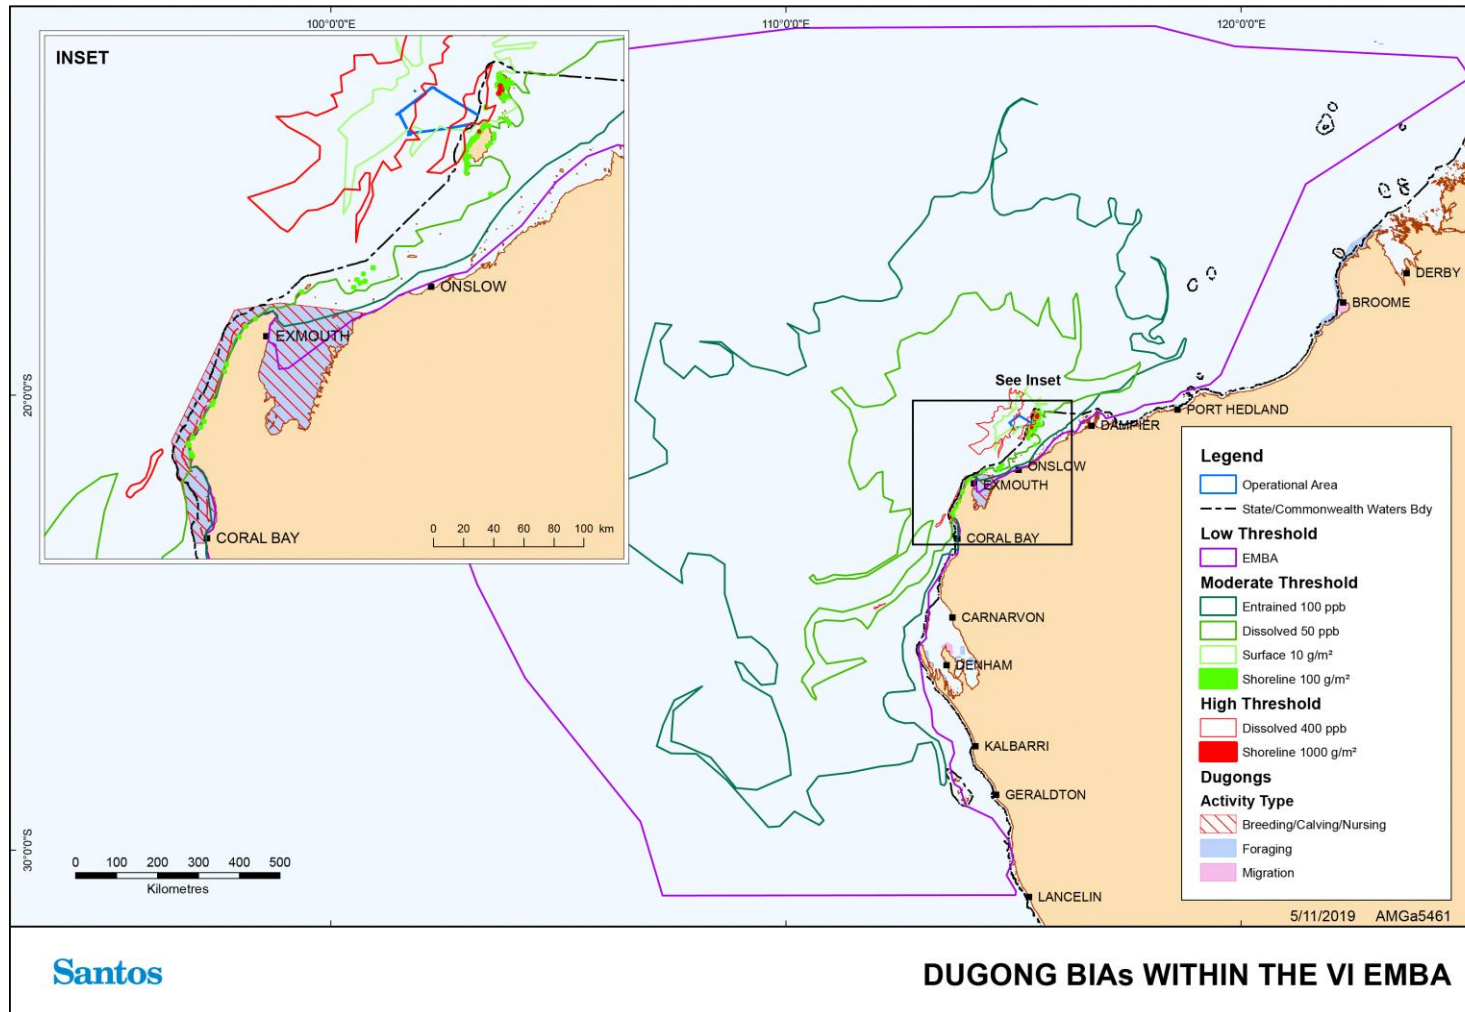 100°0'0"E
110°0'0"E
120°0'0"E
INSET
ONSLOW
EXMOUTH
CORAL BAY
0 20 40 60 80 100 km
20°0'0"S
30°0'0"S
DERBY
BROOME
See Inset
PORT HEDLAND
DAMPIER
ONSLOW
EXMOUTH
CORAL BAY
CARNARVON
DENHAM
KALBARRI
GERALDTON
LANCELIN
0 100 200 300 400 500
Kilometres
Legend
Operational Area
State/Commonwealth Waters Bdy
Low Threshold
EMBA
Moderate Threshold
Entrained 100 ppb
Dissolved 50 ppb
Surface 10 g/m²
Shoreline 100 g/m²
High Threshold
Dissolved 400 ppb
Shoreline 1000 g/m²
Dugongs
Activity Type
Breeding/Calving/Nursing
Foraging
Migration
5/11/2019 AMGa5461
Santos
DUGONG BIAs WITHIN THE VI EMBA